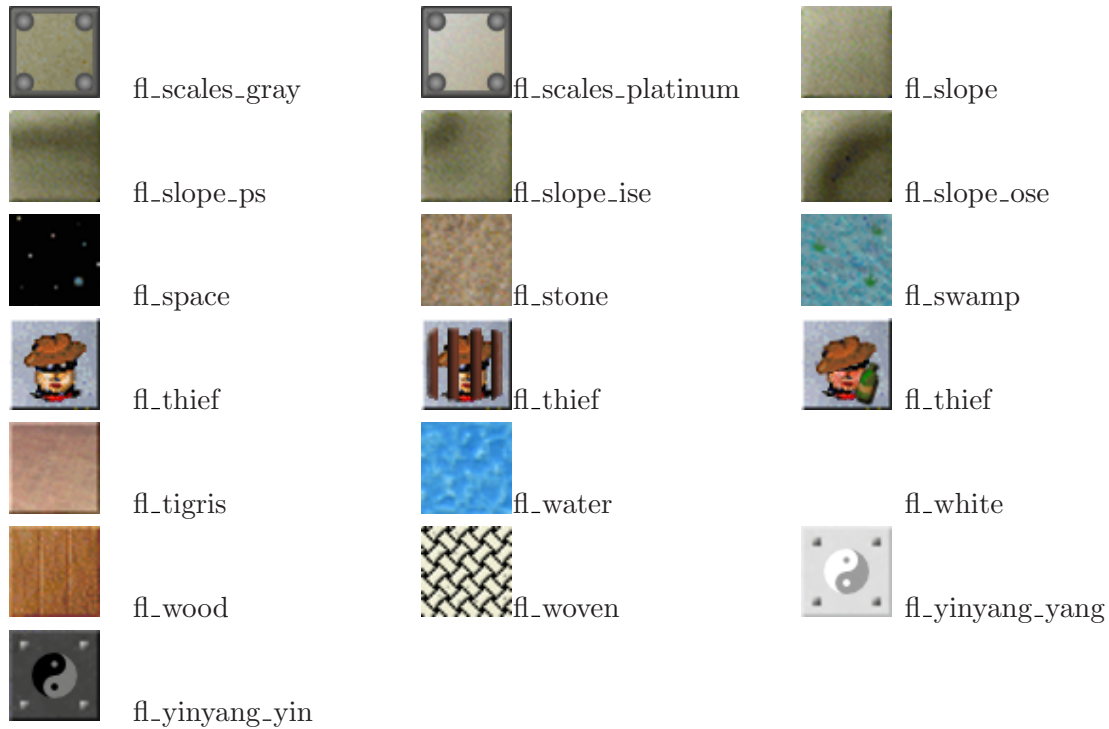 fl_scales_gray fl_scales_platinum fl_slope
fl_slope_ps fl_slope_ise fl_slope_ose
fl_space fl_stone fl_swamp
fl_thief fl_thief fl_thief
fl_tigris fl_water fl_white
fl_wood fl_woven fl_yinyang_yang
fl_yinyang_yin